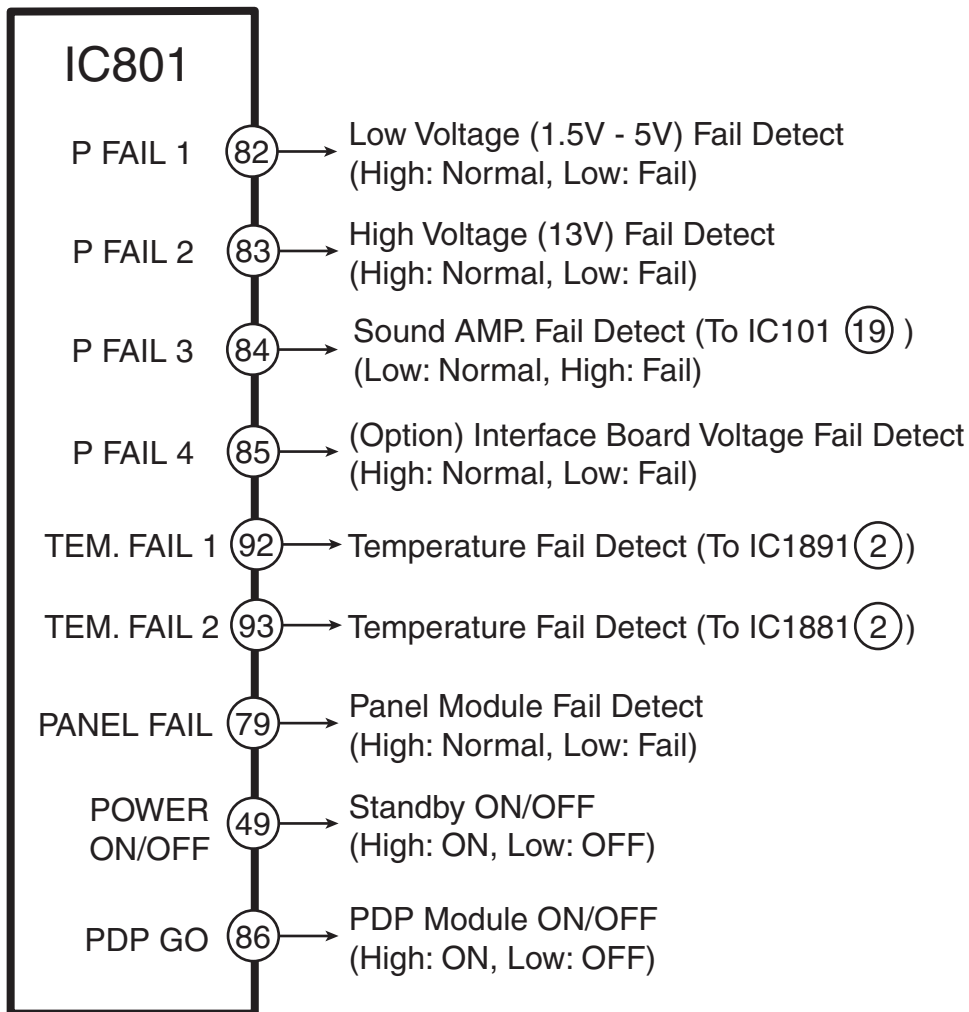 IC801
P FAIL 1 82 Low Voltage (1.5V - 5V) Fail Detect
(High: Normal, Low: Fail)
P FAIL 2 83 High Voltage (13V) Fail Detect
(High: Normal, Low: Fail)
P FAIL 3 84 Sound AMP. Fail Detect (To IC101 19 )
(Low: Normal, High: Fail)
P FAIL 4 85 (Option) Interface Board Voltage Fail Detect
(High: Normal, Low: Fail)
TEM. FAIL 1 92 Temperature Fail Detect (To IC1891 2 )
TEM. FAIL 2 93 Temperature Fail Detect (To IC1881 2 )
PANEL FAIL 79 Panel Module Fail Detect
(High: Normal, Low: Fail)
POWER
ON/OFF 49 Standby ON/OFF
(High: ON, Low: OFF)
PDP GO 86 PDP Module ON/OFF
(High: ON, Low: OFF)